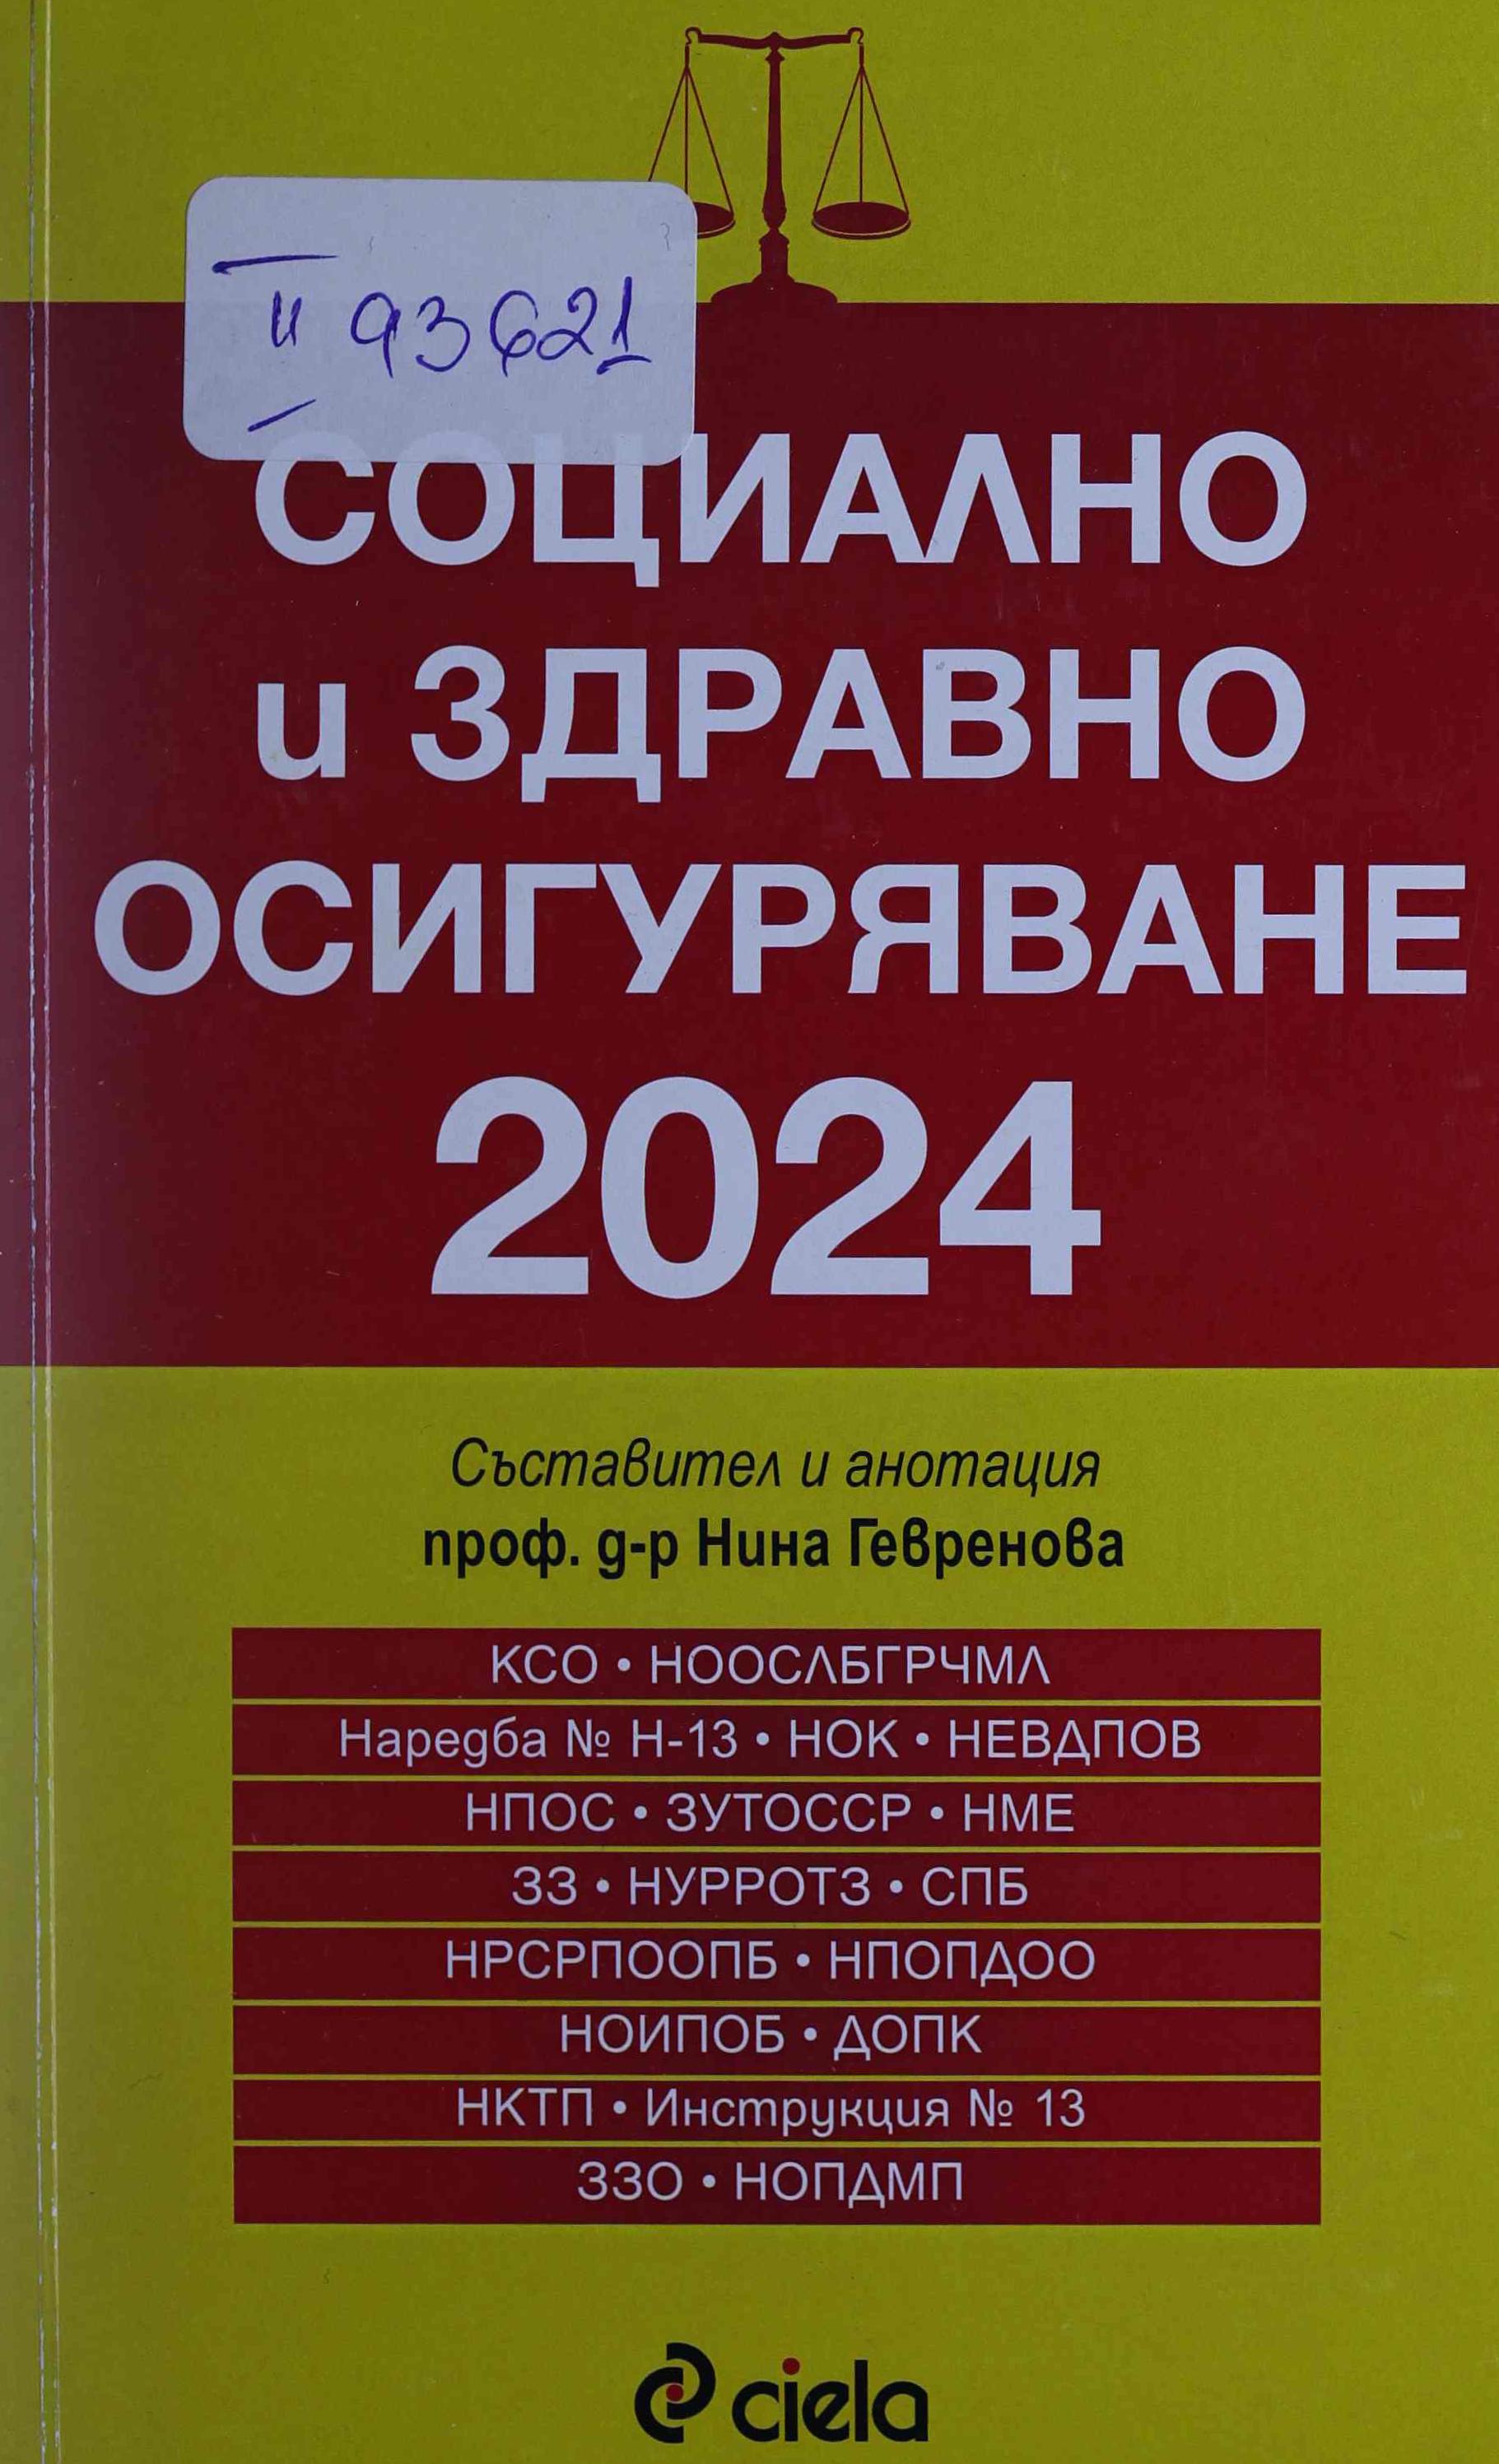 II 93621
СОЦИАЛНО
и ЗДРАВНО
ОСИГУРЯВАНЕ
2024
Съставител и анотация
проф. д-р Нина Гевренова
КСО • НООСЛБГРЧМЛ
Наредба № Н-13 • НОК • НЕВДПОВ
НПОС • ЗУТОССР • НМЕ
ЗЗ • НУРРОТЗ • СПБ
НРСРПООПБ • НПОПДОО
НОИПОБ • ДОПК
НКТП • Инструкция № 13
ЗЗО • НОПДМП
ciela